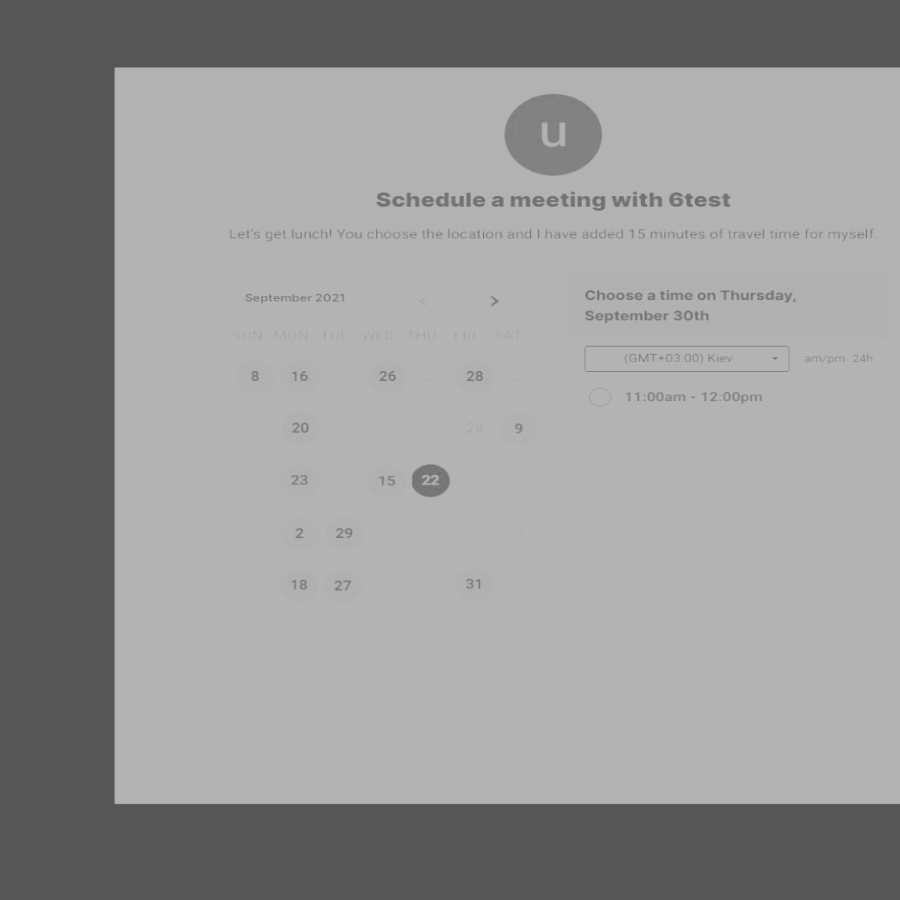 u
Schedule a meeting with 6test
Let's get lunch! You choose the location and I have added 15 minutes of travel time for myself.
September 2021 < >
SUN MON TUE WED THU FRI SAT
8 16 26 28
20 28 9
23 15 22
2 29
18 27 31
Choose a time on Thursday,
September 30th
(GMT+03:00) Kiev am/pm 24h
11:00am - 12:00pm